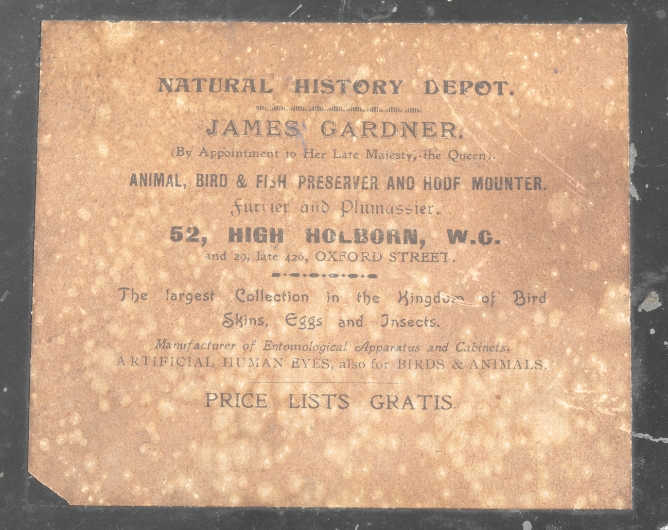 NATURAL HISTORY DEPOT.
JAMES GARDNER.
(By Appointment to Her Late Majesty, the Queen).
ANIMAL, BIRD & FISH PRESERVER AND HOOF MOUNTER.
Furrier and Plumassier.
52, HIGH HOLBORN, W.C.
and 29, late 426, OXFORD STREET.
The largest Collection in the Kingdom of Bird
Skins, Eggs and Insects.
Manufacturer of Entomological Apparatus and Cabinets.
ARTIFICIAL HUMAN EYES, also for BIRDS & ANIMALS.
PRICE LISTS GRATIS.